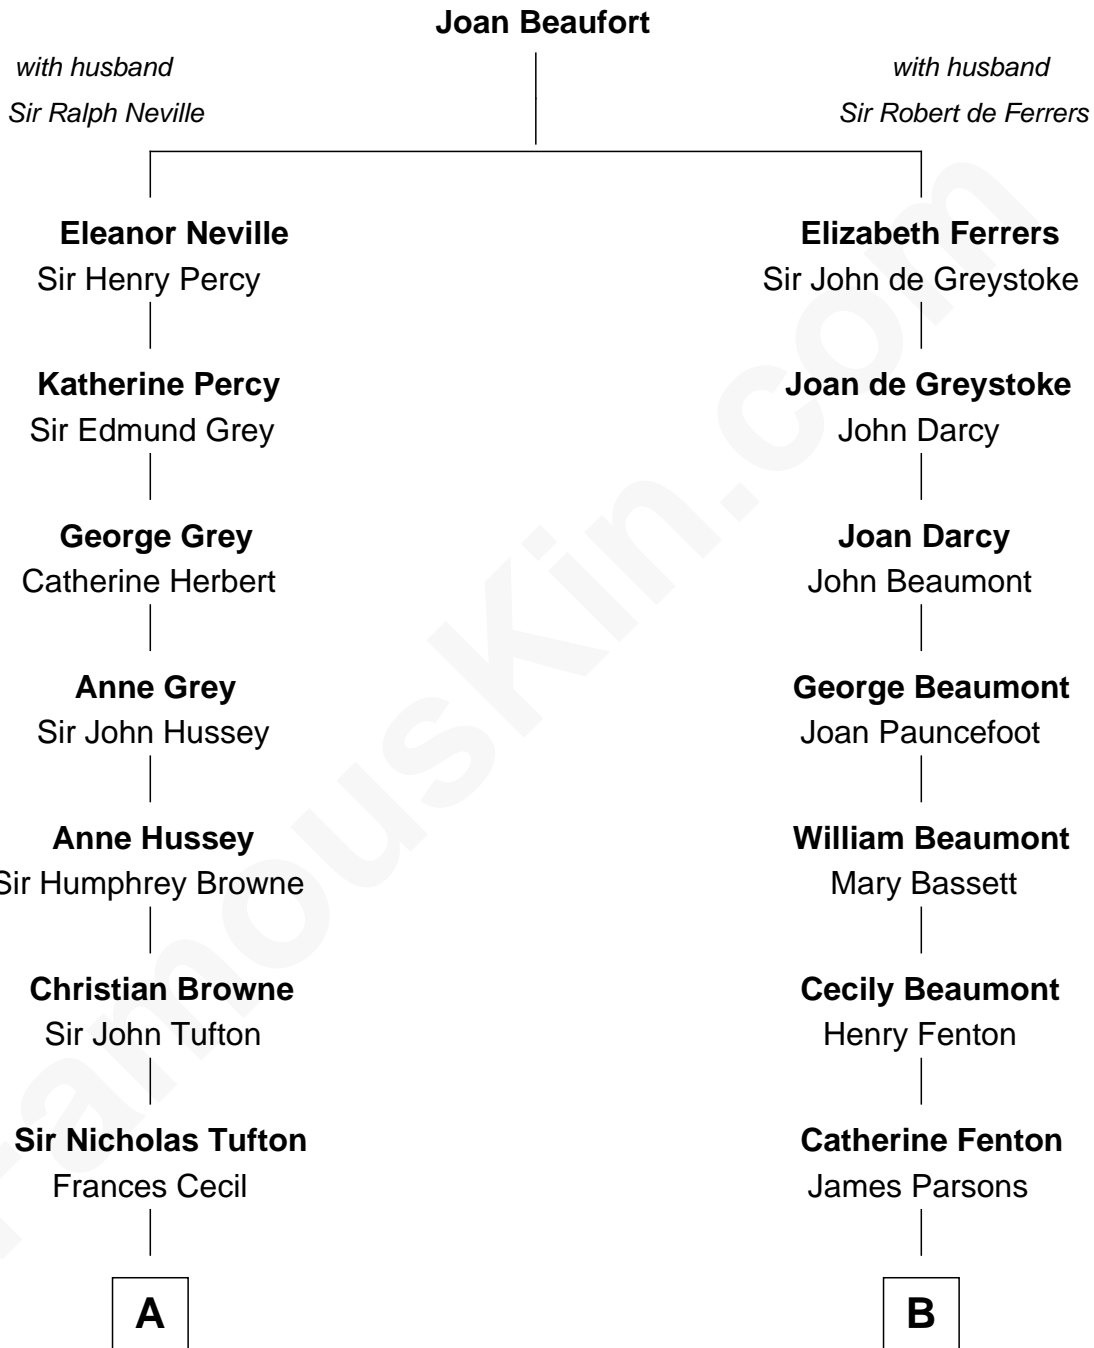 Joan Beaufort
with husband
Sir Ralph Neville
with husband
Sir Robert de Ferrers
Eleanor Neville
Sir Henry Percy
Elizabeth Ferrers
Sir John de Greystoke
Katherine Percy
Sir Edmund Grey
Joan de Greystoke
John Darcy
George Grey
Catherine Herbert
Joan Darcy
John Beaumont
Anne Grey
Sir John Hussey
George Beaumont
Joan Pauncefoot
Anne Hussey
Sir Humphrey Browne
William Beaumont
Mary Bassett
Christian Browne
Sir John Tufton
Cecily Beaumont
Henry Fenton
Sir Nicholas Tufton
Frances Cecil
Catherine Fenton
James Parsons
A
B
FamousKin.com